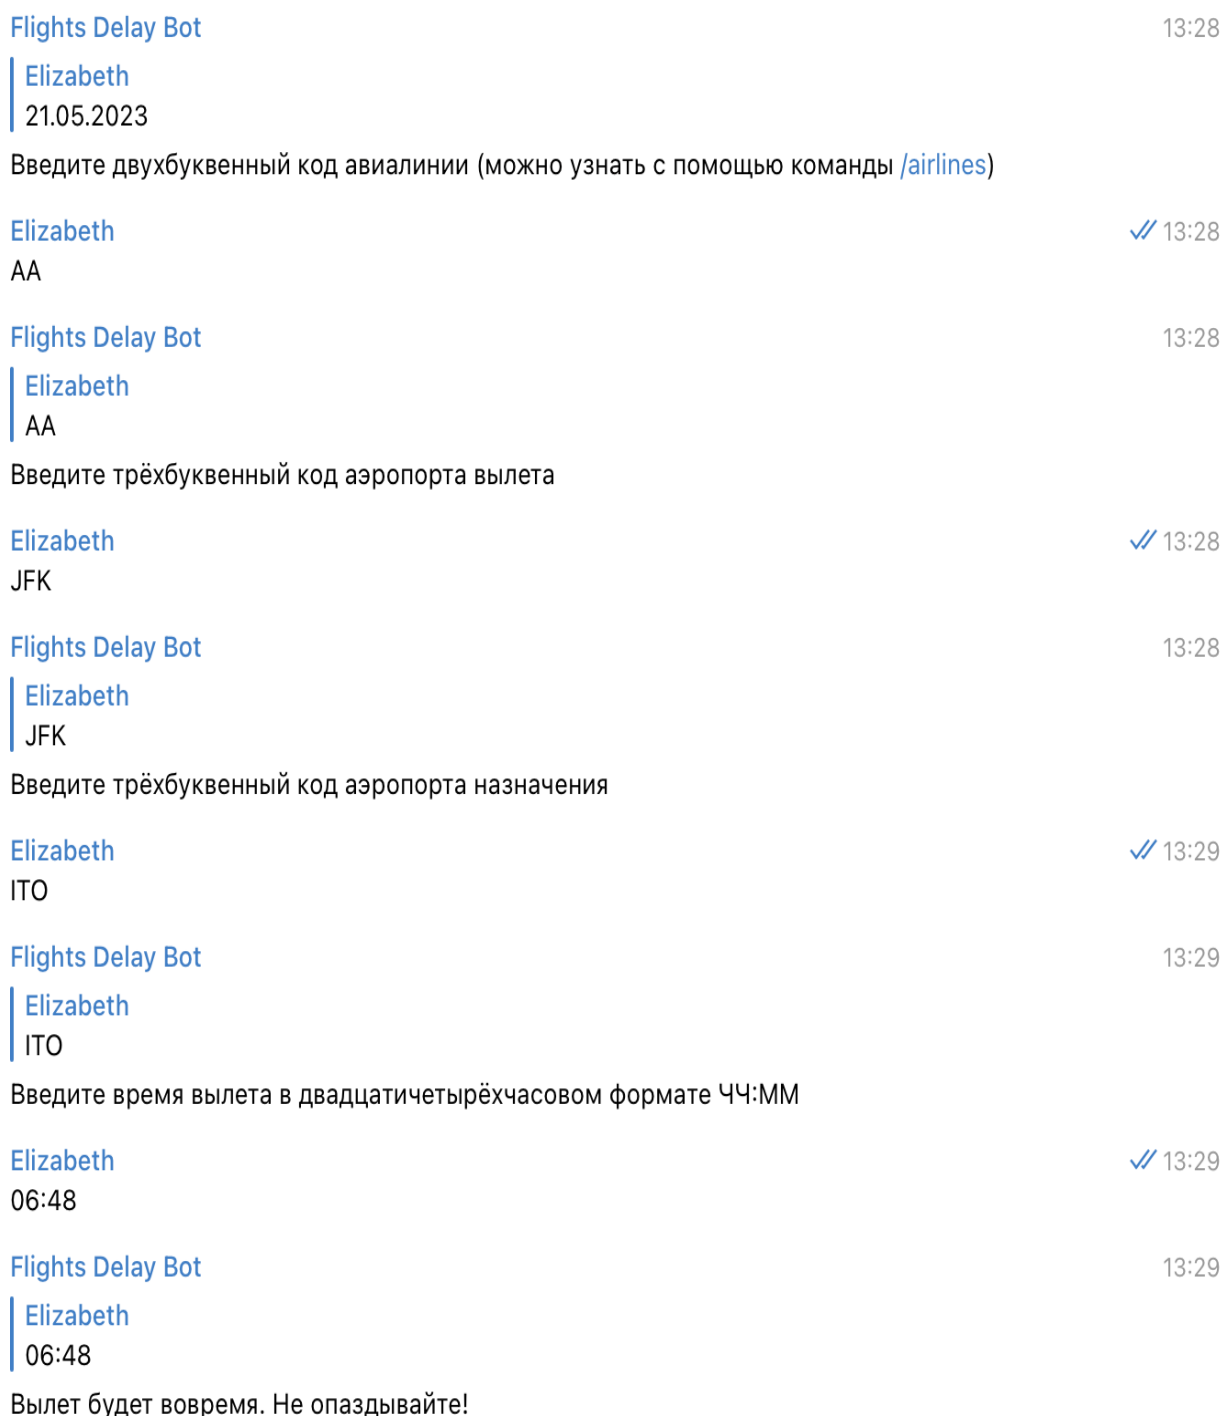 Flights Delay Bot 13:28
Elizabeth
21.05.2023
Введите двухбуквенный код авиалинии (можно узнать с помощью команды /airlines)
Elizabeth 13:28
AA
Flights Delay Bot 13:28
Elizabeth
AA
Введите трёхбуквенный код аэропорта вылета
Elizabeth 13:28
JFK
Flights Delay Bot 13:28
Elizabeth
JFK
Введите трёхбуквенный код аэропорта назначения
Elizabeth 13:29
ITO
Flights Delay Bot 13:29
Elizabeth
ITO
Введите время вылета в двадцатичетырёхчасовом формате ЧЧ:ММ
Elizabeth 13:29
06:48
Flights Delay Bot 13:29
Elizabeth
06:48
Вылет будет вовремя. Не опаздывайте!